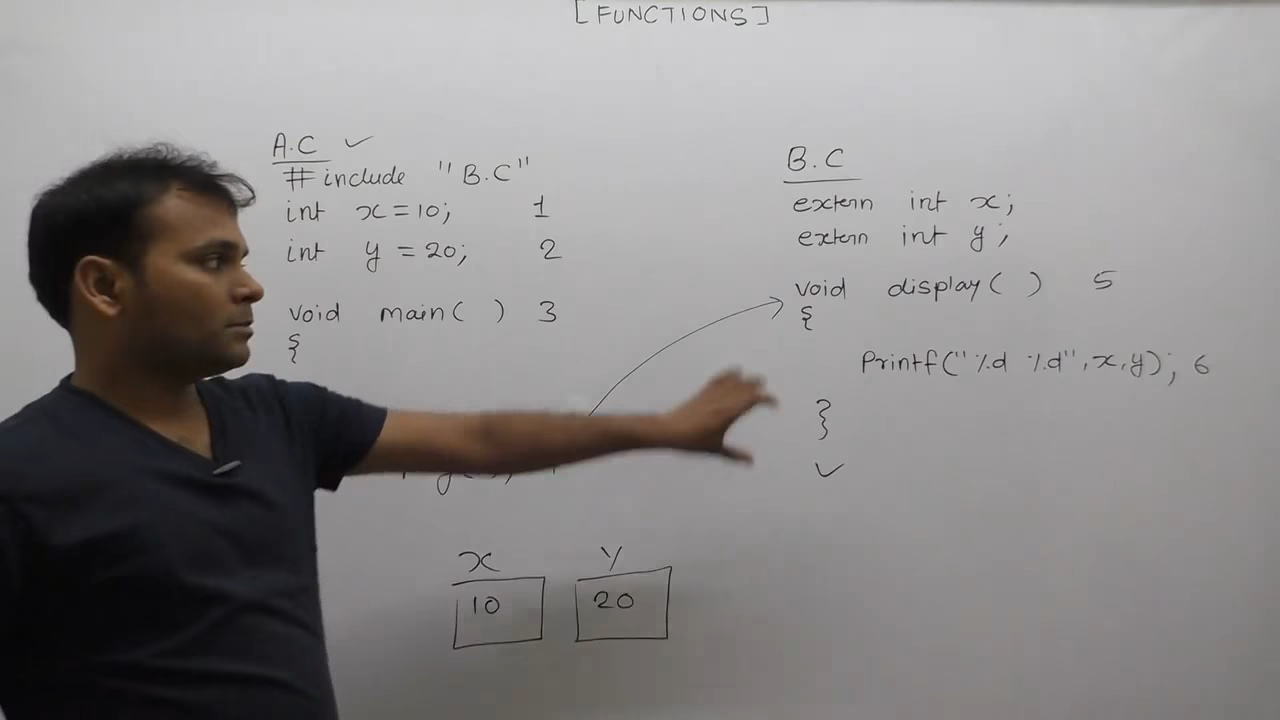 [FUNCTIONS]
A.C ✓
#include "B.C"
int x=10; 1
int y = 20; 2
void main( ) 3
{
x y
10 20
B.C
extern int x;
extern int y;
void display( ) 5
{
Printf("%d %d",x,y); 6
}
✓